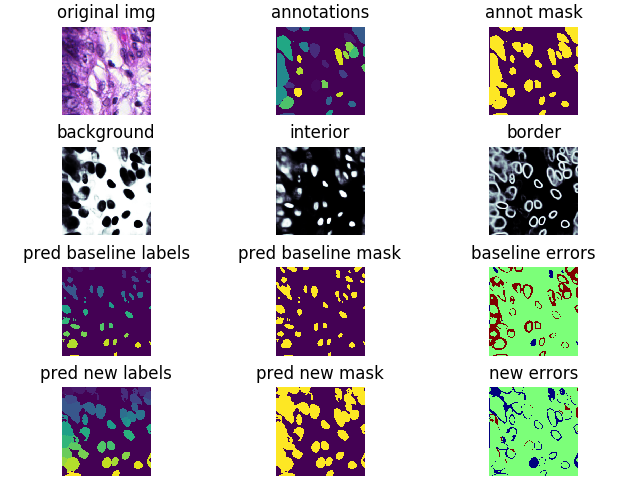 original img
annotations
annot mask
background
interior
border
pred baseline labels
pred baseline mask
baseline errors
pred new labels
pred new mask
new errors